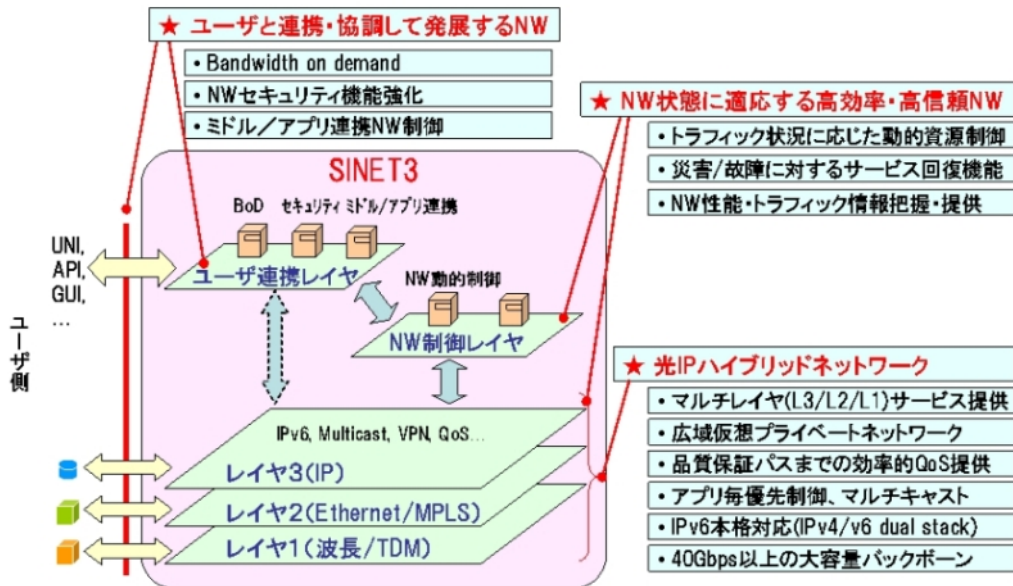 ★ ユーザと連携・協調して発展するNW
・Bandwidth on demand
・NWセキュリティ機能強化
・ミドル／アプリ連携NW制御
★ NW状態に適応する高効率・高信頼NW
・トラフィック状況に応じた動的資源制御
・災害/故障に対するサービス回復機能
・NW性能・トラフィック情報把握・提供
SINET3
BoD セキュリティ ミドル/アプリ連携
ユーザ連携レイヤ
UNI,
API,
GUI,
...
ユーザ側
NW動的制御
NW制御レイヤ
IPv6, Multicast, VPN, QoS...
レイヤ3(IP)
レイヤ2(Ethernet/MPLS)
レイヤ1(波長/TDM)
★ 光IPハイブリッドネットワーク
・マルチレイヤ(L3/L2/L1)サービス提供
・広域仮想プライベートネットワーク
・品質保証パスまでの効率的QoS提供
・アプリ毎優先制御、マルチキャスト
・IPv6本格対応(IPv4/v6 dual stack)
・40Gbps以上の大容量バックボーン